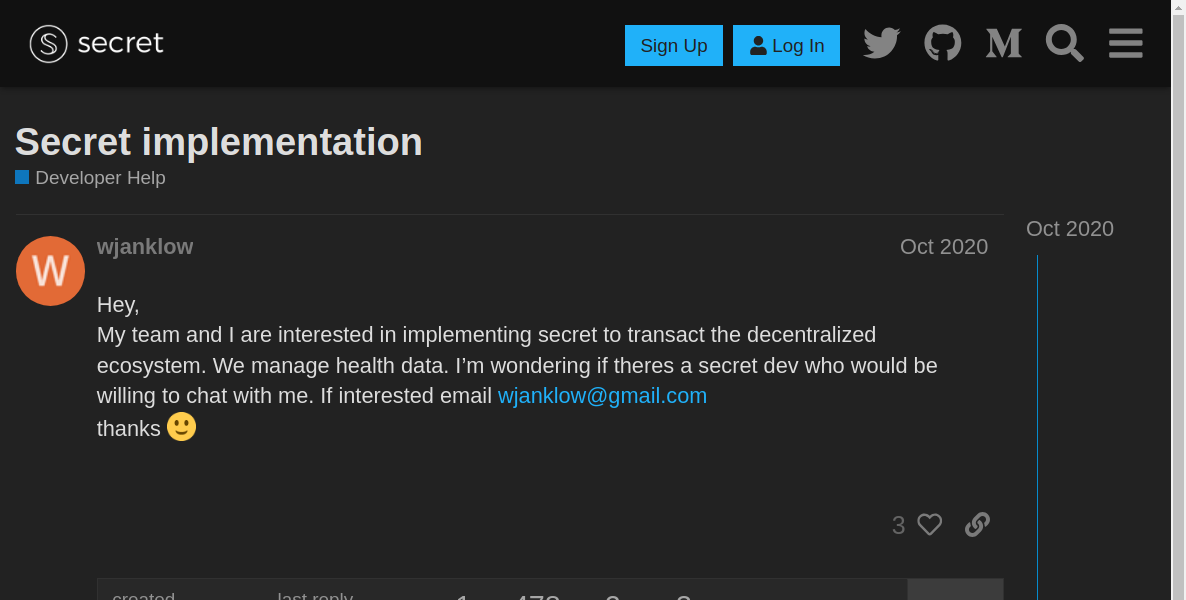 secret
Sign Up
Log In
Secret implementation
Developer Help
wjanklow
Oct 2020
Oct 2020
Hey,
My team and I are interested in implementing secret to transact the decentralized
ecosystem. We manage health data. I’m wondering if theres a secret dev who would be
willing to chat with me. If interested email wjanklow@gmail.com
thanks
3
created
last reply